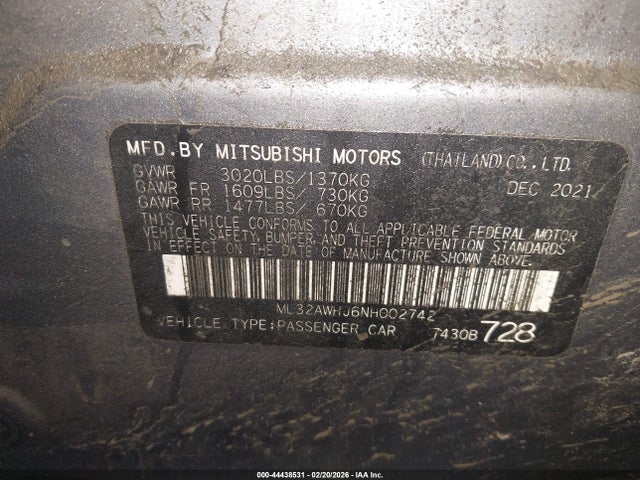 MFD.BY MITSUBISHI MOTORS (THAILAND)CO.,LTD.
GVWR 3020LBS/1370KG DEC 2021
GAWR FR 1609LBS/ 730KG
GAWR RR 1477LBS/ 670KG
THIS VEHICLE CONFORMS TO ALL APPLICABLE FEDERAL MOTOR
VEHICLE SAFETY, BUMPER, AND THEFT PREVENTION STANDARDS
IN EFFECT ON THE DATE OF MANUFACTURE SHOWN ABOVE.
ML32AWHJ6NH002742
VEHICLE TYPE:PASSENGER CAR 7430B 728
000-44438531 - 02/20/2026 - IAA Inc.